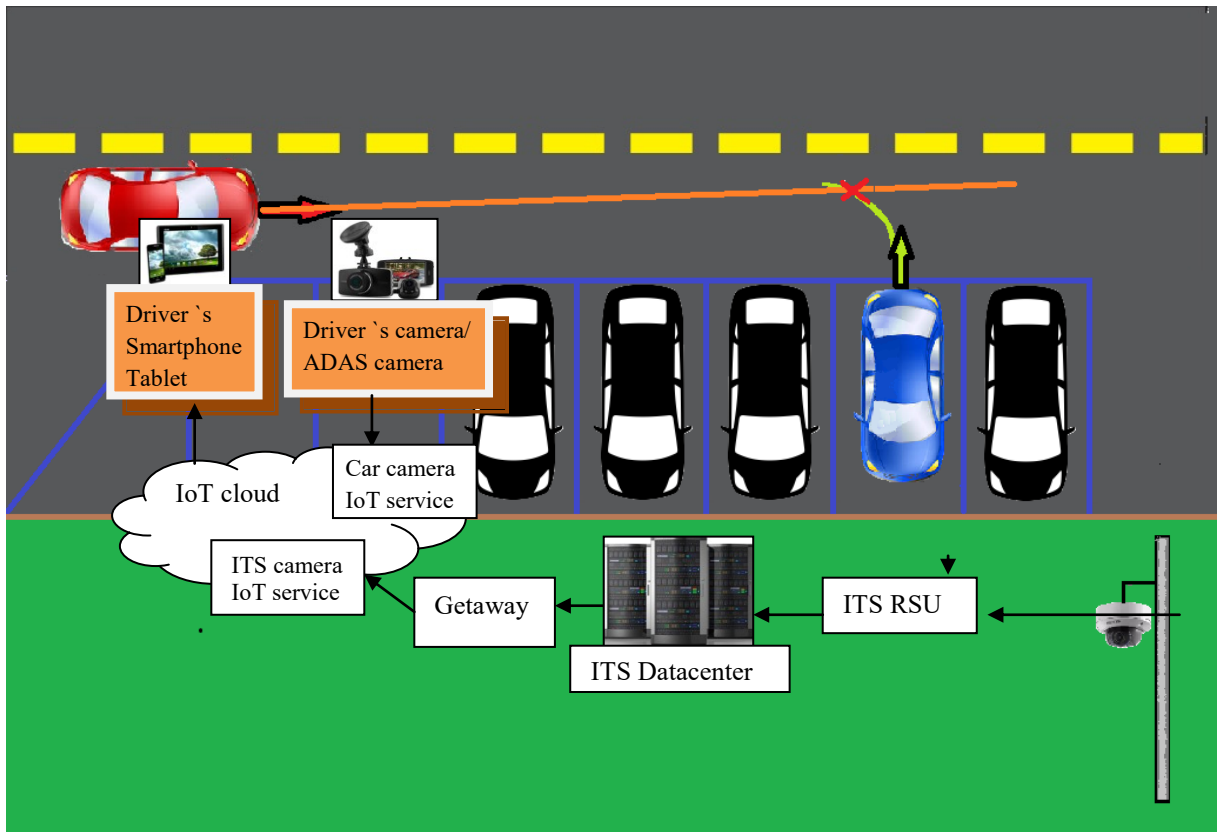 Driver `s
Smartphone
Tablet
Driver `s camera/
ADAS camera
Car camera
IoT service
IoT cloud
ITS camera
IoT service
Getaway
ITS RSU
ITS Datacenter